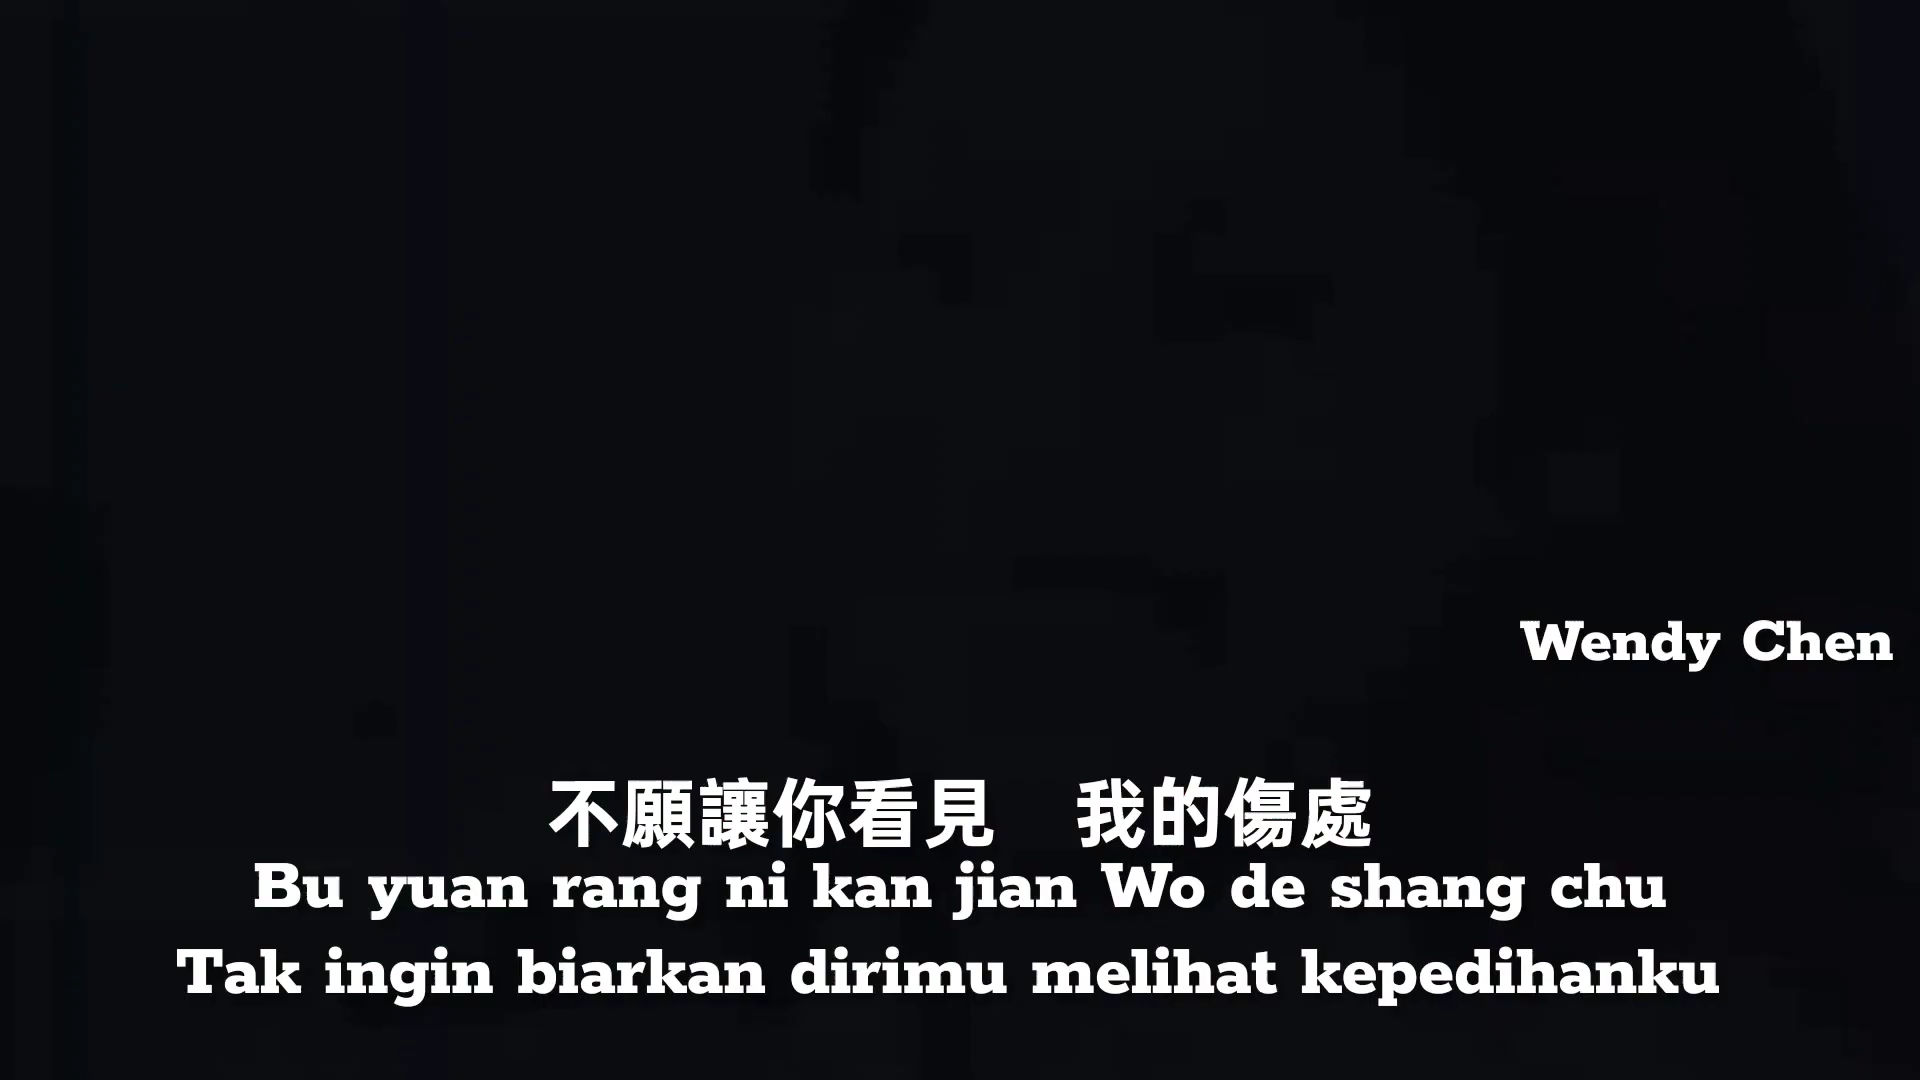 Wendy Chen
不願讓你看見　我的傷處
Bu yuan rang ni kan jian Wo de shang chu
Tak ingin biarkan dirimu melihat kepedihanku